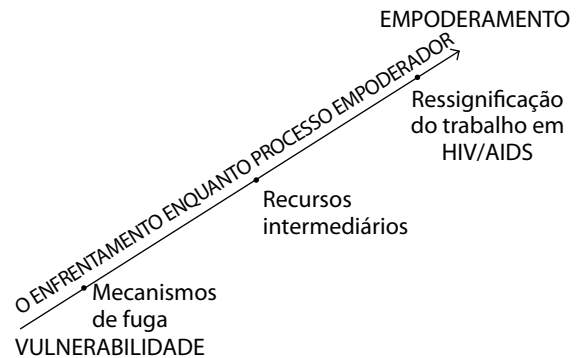 EMPODERAMENTO
O ENFRENTAMENTO ENQUANTO PROCESSO EMPODERADOR
Ressignificação
do trabalho em
HIV/AIDS
Recursos
intermediários
Mecanismos
de fuga
VULNERABILIDADE